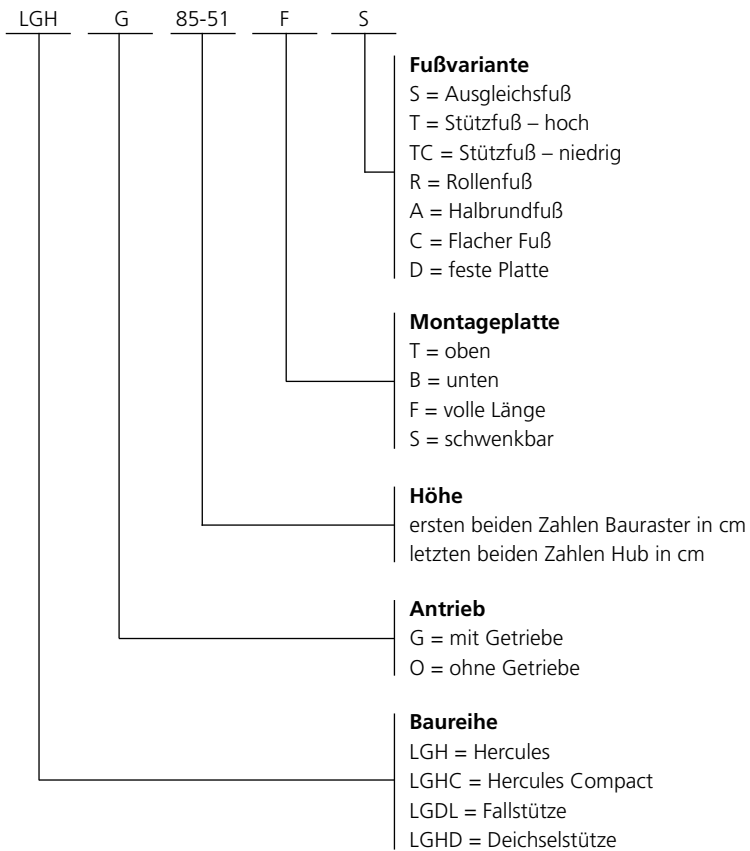 LGH G 85-51 F S
Fußvariante
S = Ausgleichsfuß
T = Stützfuß – hoch
TC = Stützfuß – niedrig
R = Rollenfuß
A = Halbrundfuß
C = Flacher Fuß
D = feste Platte
Montageplatte
T = oben
B = unten
F = volle Länge
S = schwenkbar
Höhe
ersten beiden Zahlen Bauraster in cm
letzten beiden Zahlen Hub in cm
Antrieb
G = mit Getriebe
O = ohne Getriebe
Baureihe
LGH = Hercules
LGHC = Hercules Compact
LGDL = Fallstütze
LGHD = Deichselstütze